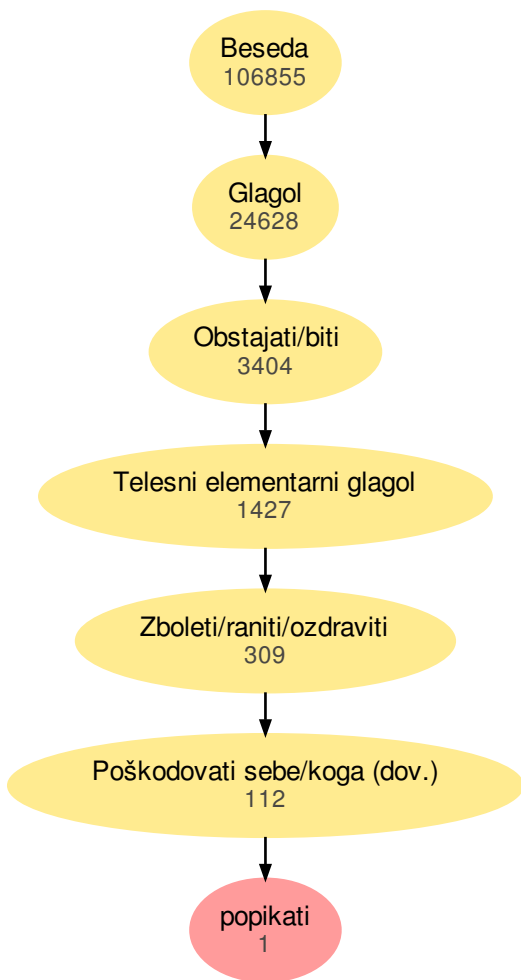 Beseda
106855
Glagol
24628
Obstajati/biti
3404
Telesni elementarni glagol
1427
Zboleti/raniti/ozdraviti
309
Poškodovati sebe/koga (dov.)
112
popikati
1